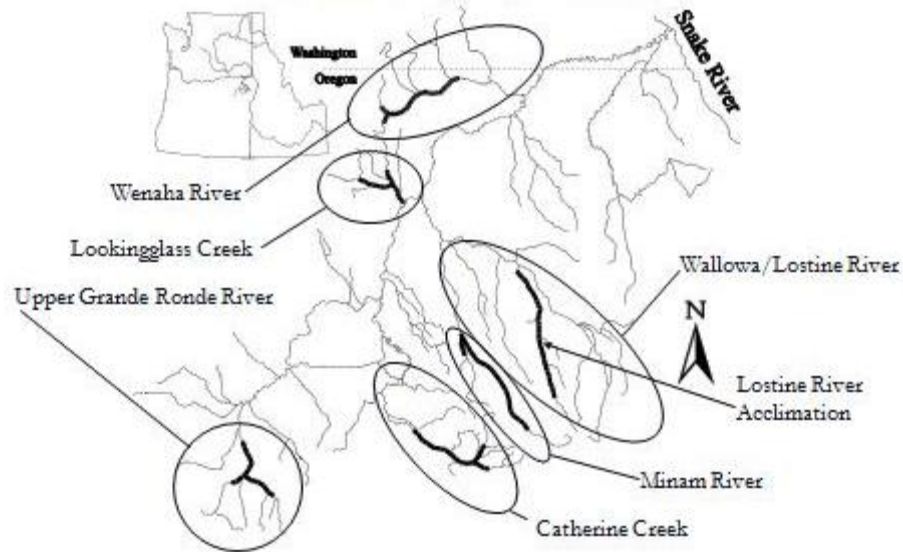 Washington
Oregon
Snake River
Wenaha River
Lookingglass Creek
Upper Grande Ronde River
Wallowa/Lostine River
N
Lostine River
Acclimation
Minam River
Catherine Creek